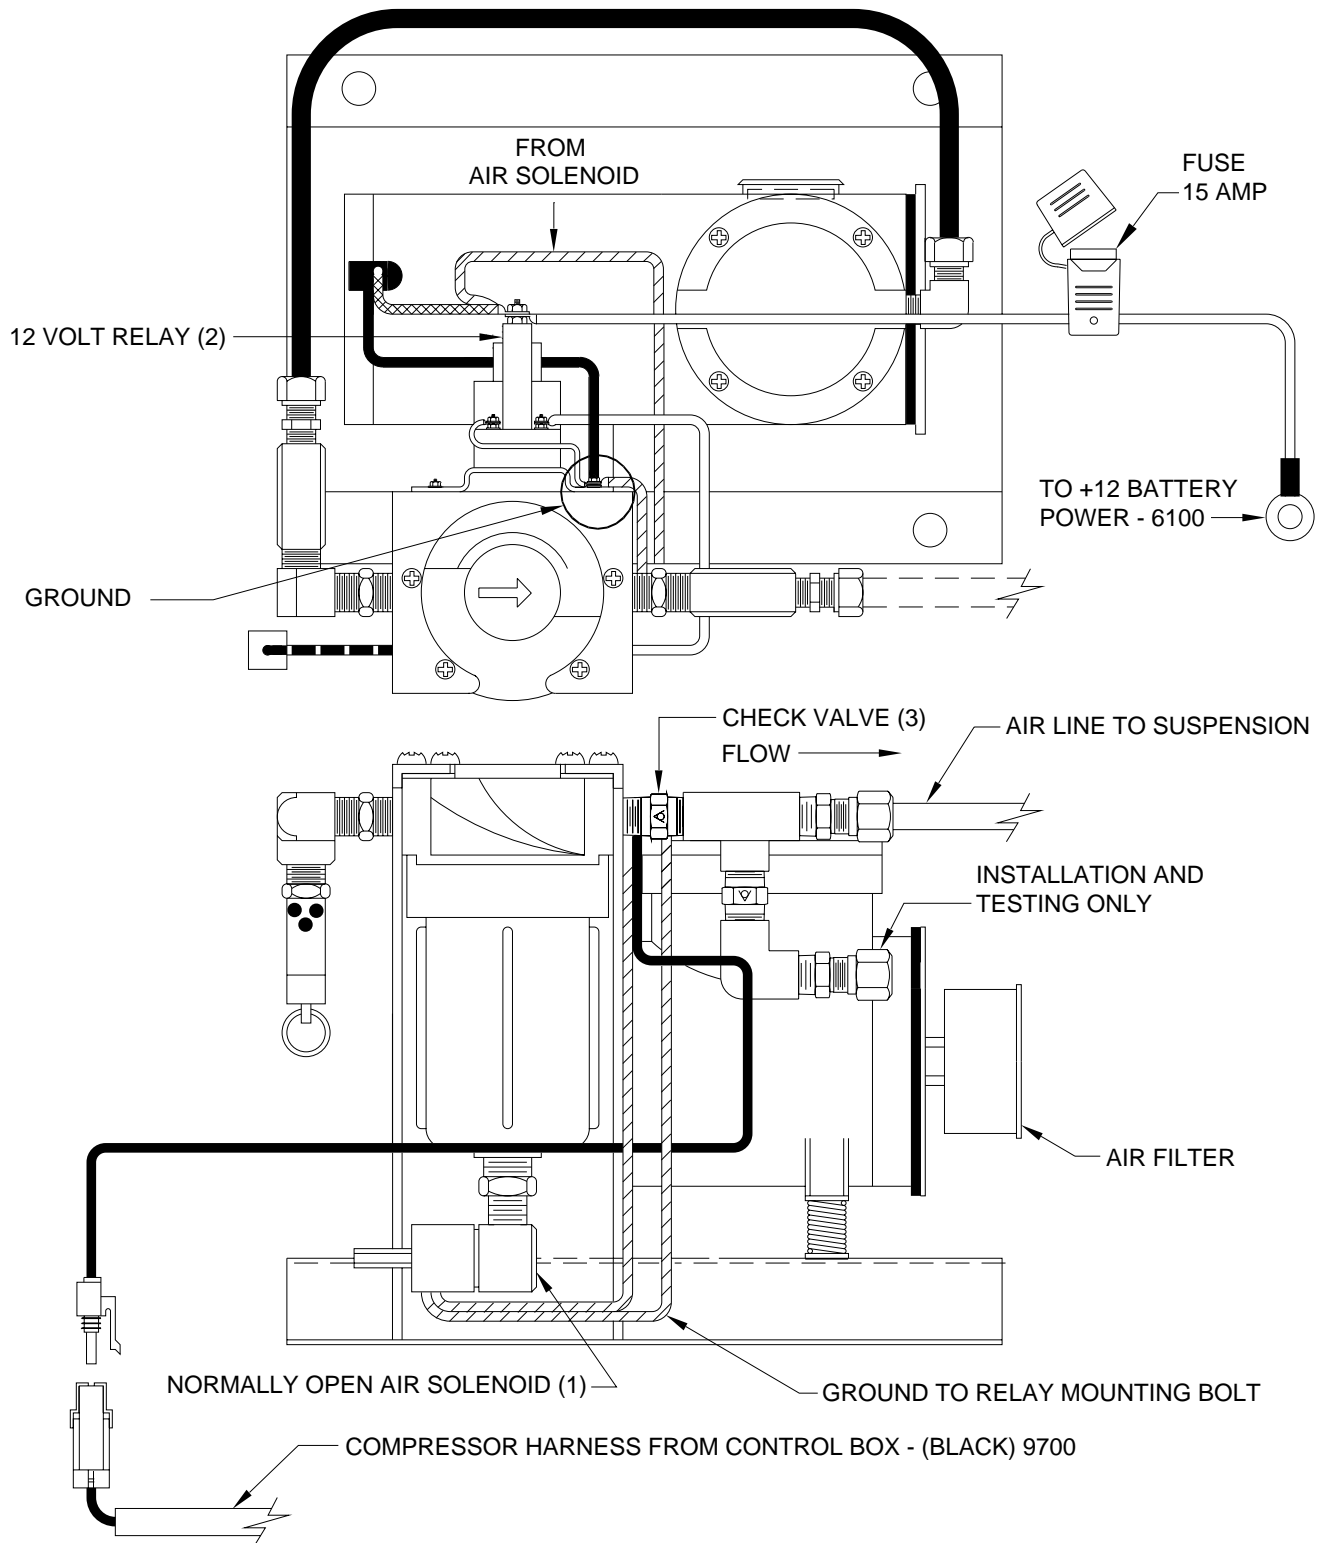 FROM
AIR SOLENOID
FUSE
15 AMP
12 VOLT RELAY (2)
TO +12 BATTERY
POWER - 6100
GROUND
CHECK VALVE (3)
FLOW
AIR LINE TO SUSPENSION
INSTALLATION AND
TESTING ONLY
AIR FILTER
NORMALLY OPEN AIR SOLENOID (1)
GROUND TO RELAY MOUNTING BOLT
COMPRESSOR HARNESS FROM CONTROL BOX - (BLACK) 9700